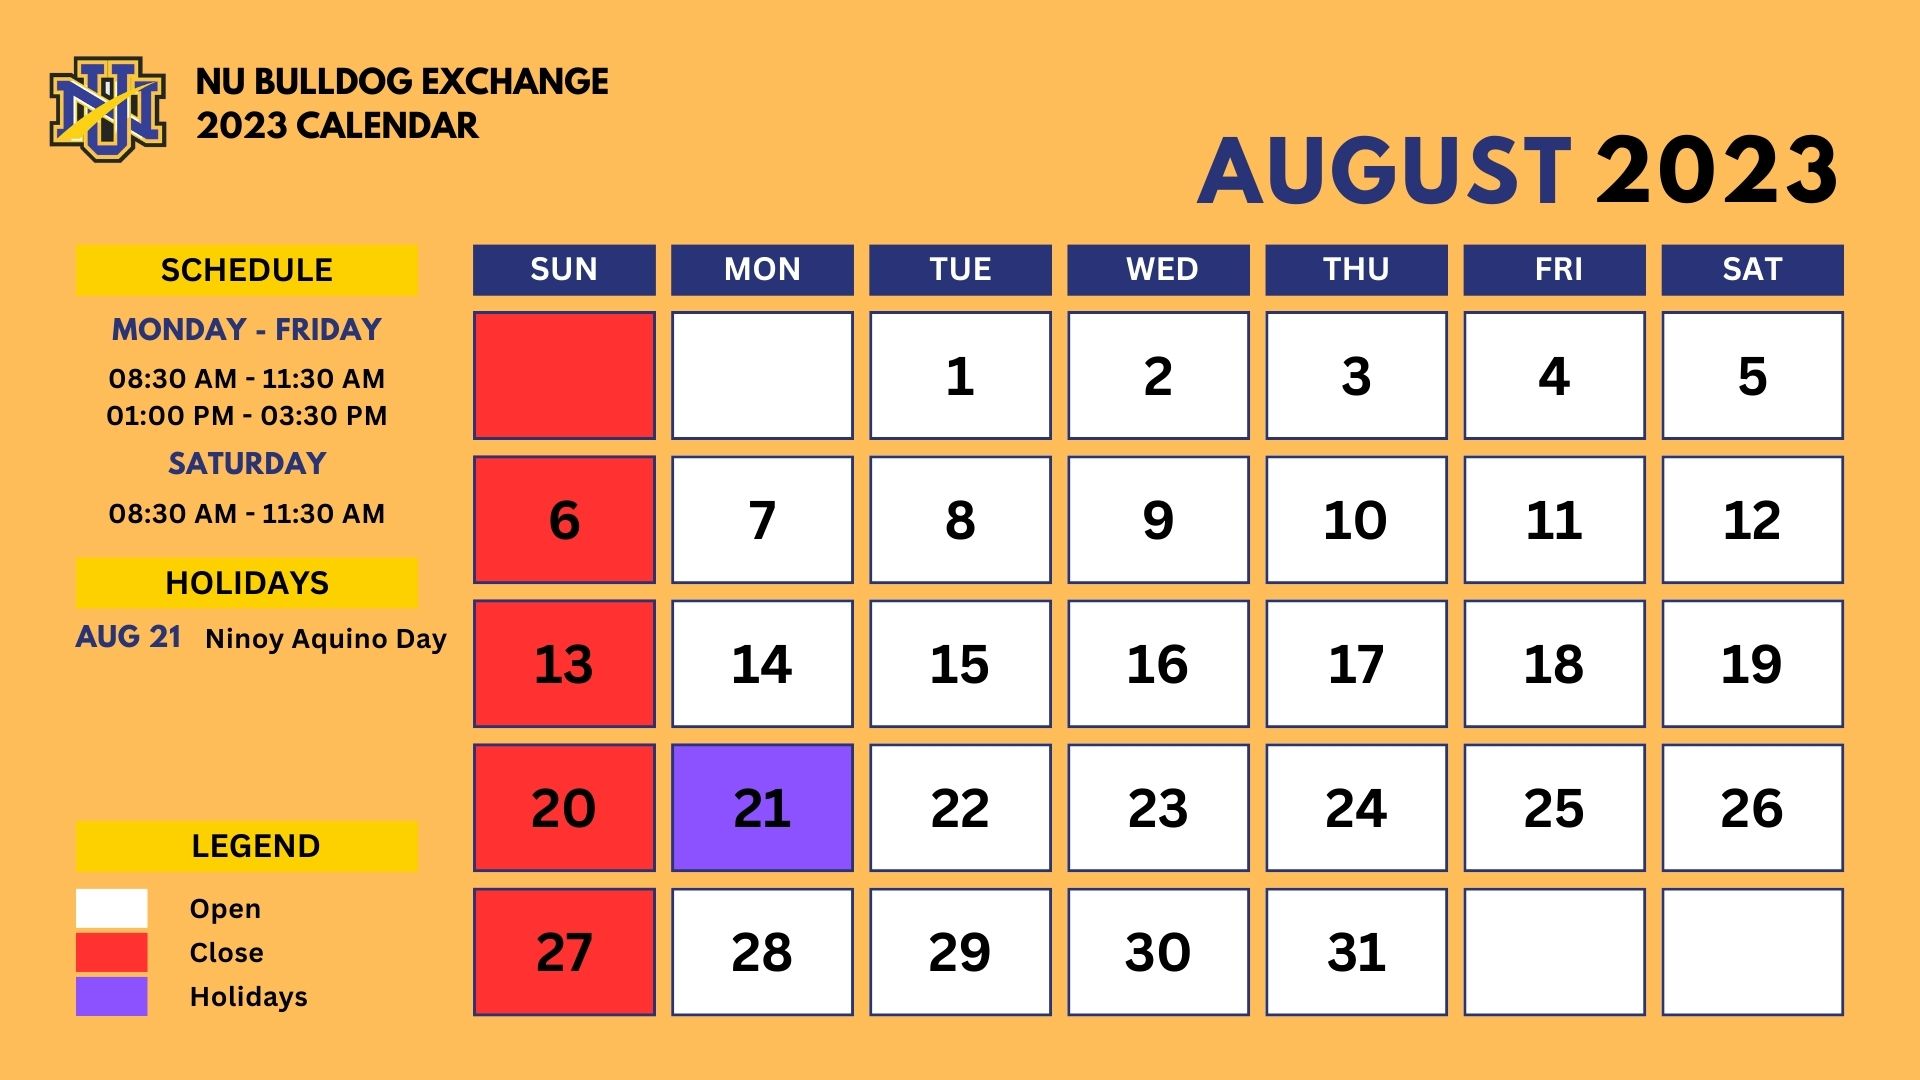 NU
NU BULLDOG EXCHANGE
2023 CALENDAR
AUGUST 2023
SCHEDULE
MONDAY - FRIDAY
08:30 AM - 11:30 AM
01:00 PM - 03:30 PM
SATURDAY
08:30 AM - 11:30 AM
HOLIDAYS
AUG 21 Ninoy Aquino Day
LEGEND
Open
Close
Holidays
SUN MON TUE WED THU FRI SAT
1 2 3 4 5
6 7 8 9 10 11 12
13 14 15 16 17 18 19
20 21 22 23 24 25 26
27 28 29 30 31